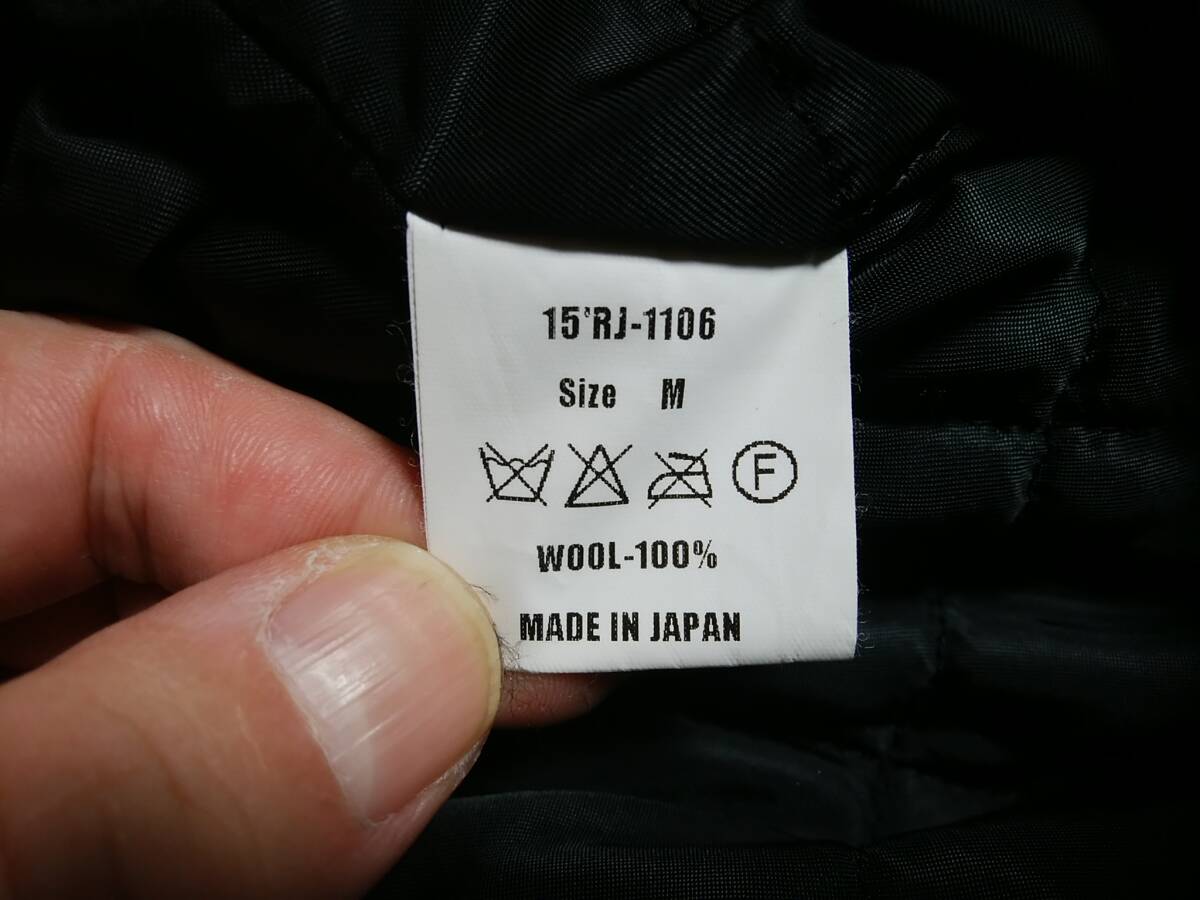 15'RJ-1106
Size M
F
WOOL-100%
MADE IN JAPAN